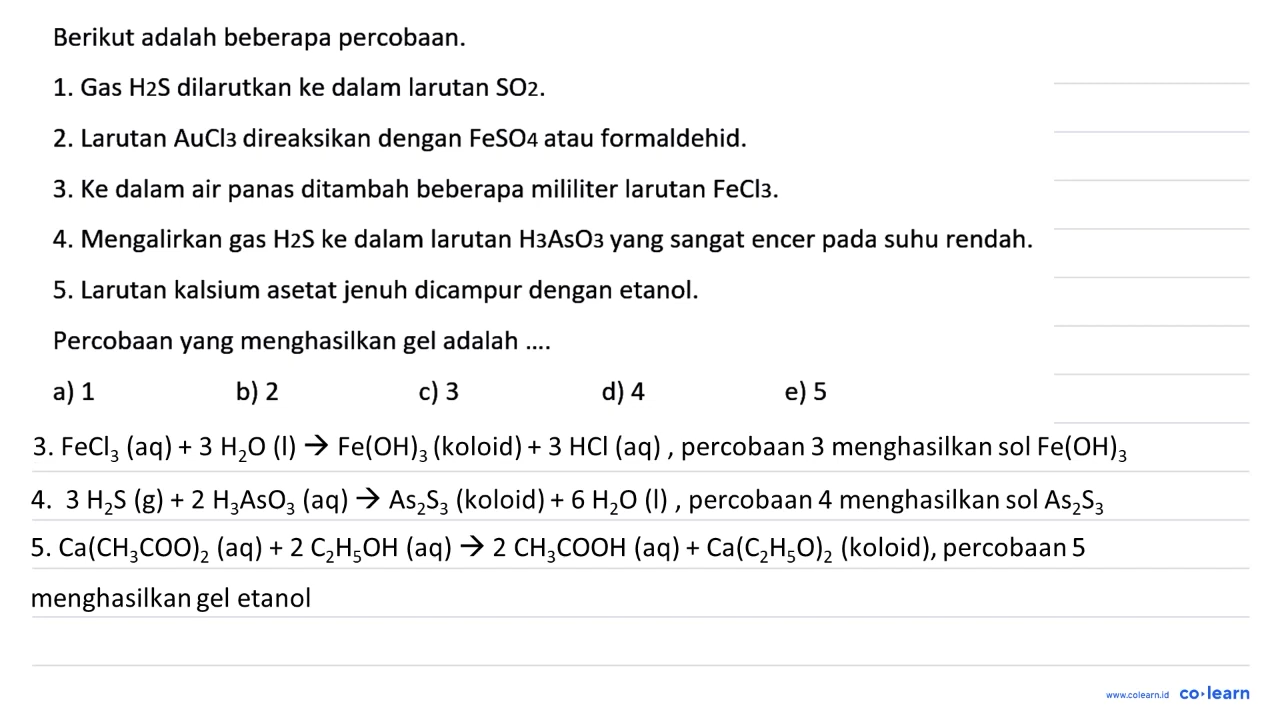 Berikut adalah beberapa percobaan.
1. Gas H2S dilarutkan ke dalam larutan SO2.
2. Larutan AuCl3 direaksikan dengan FeSO4 atau formaldehid.
3. Ke dalam air panas ditambah beberapa mililiter larutan FeCl3.
4. Mengalirkan gas H2S ke dalam larutan H3AsO3 yang sangat encer pada suhu rendah.
5. Larutan kalsium asetat jenuh dicampur dengan etanol.
Percobaan yang menghasilkan gel adalah ....
a) 1 b) 2 c) 3 d) 4 e) 5
3. FeCl₃ (aq) + 3 H₂O (l) → Fe(OH)₃ (koloid) + 3 HCl (aq) , percobaan 3 menghasilkan sol Fe(OH)₃
4. 3 H₂S (g) + 2 H₃AsO₃ (aq) → As₂S₃ (koloid) + 6 H₂O (l) , percobaan 4 menghasilkan sol As₂S₃
5. Ca(CH₃COO)₂ (aq) + 2 C₂H₅OH (aq) → 2 CH₃COOH (aq) + Ca(C₂H₅O)₂ (koloid), percobaan 5
menghasilkan gel etanol
www.colearn.id co·learn